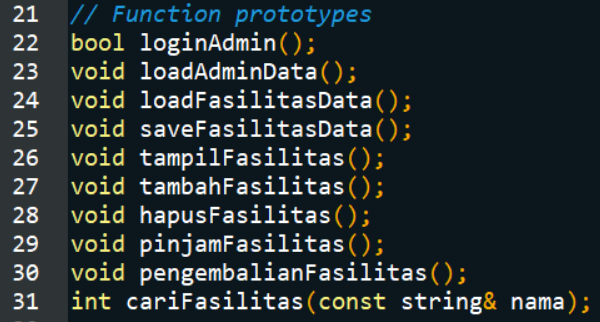 21 // Function prototypes
22 bool loginAdmin();
23 void loadAdminData();
24 void loadFasilitasData();
25 void saveFasilitasData();
26 void tampilFasilitas();
27 void tambahFasilitas();
28 void hapusFasilitas();
29 void pinjamFasilitas();
30 void pengembalianFasilitas();
31 int cariFasilitas(const string& nama);